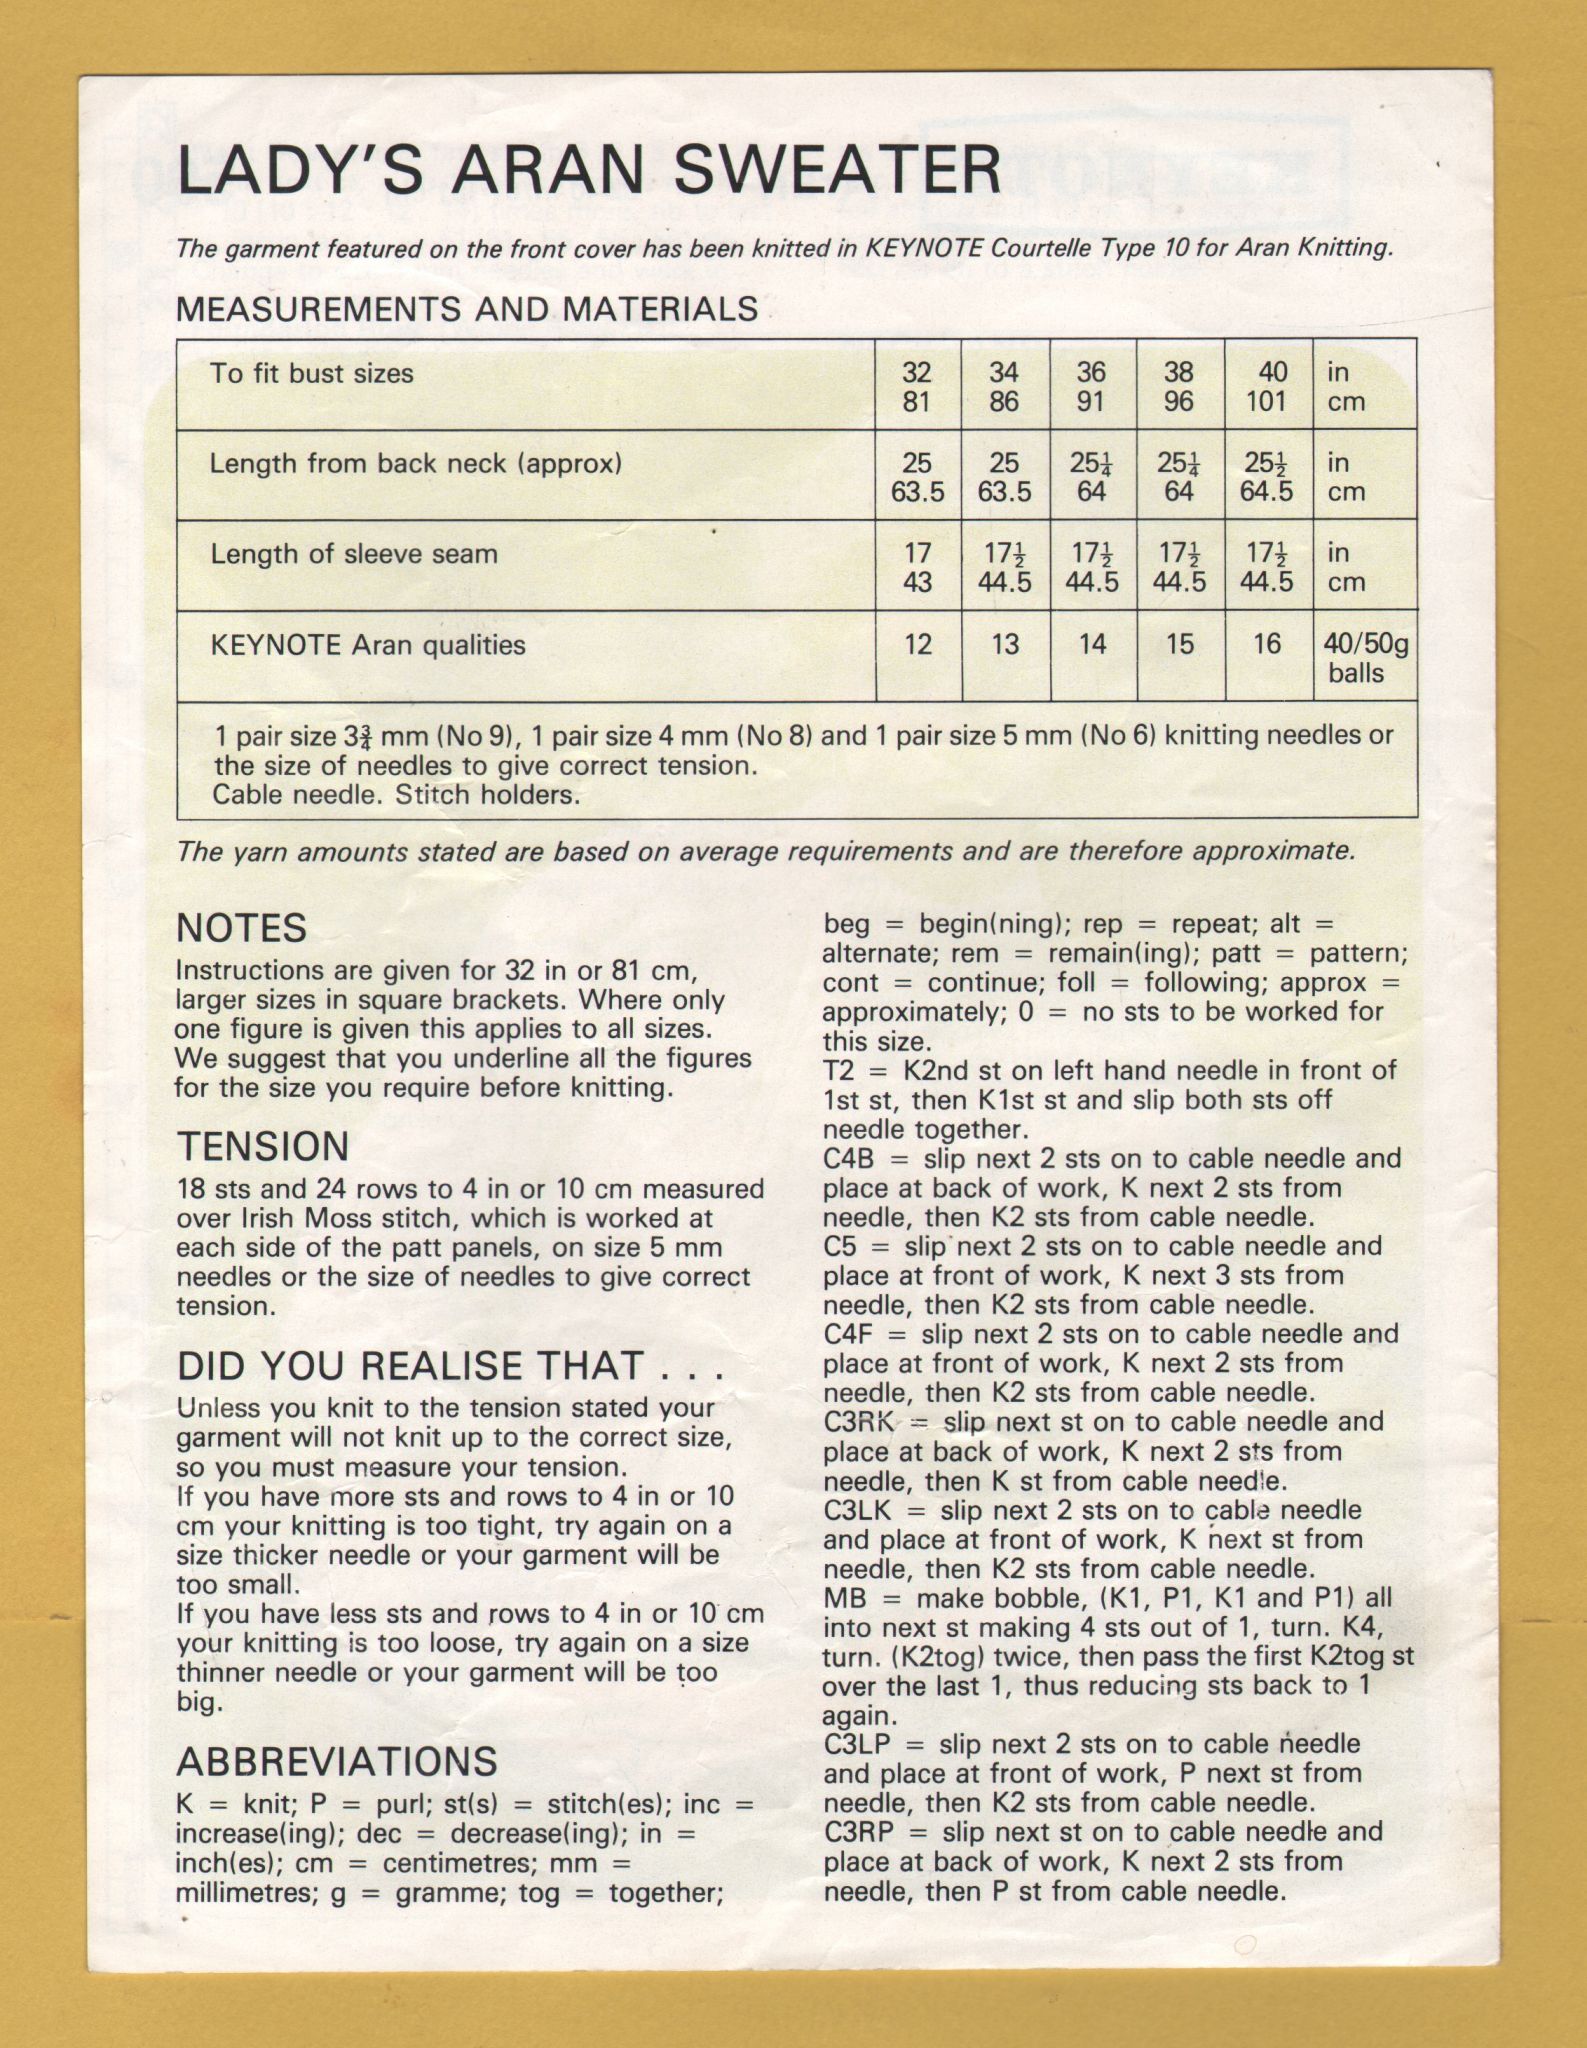 LADY'S ARAN SWEATER
The garment featured on the front cover has been knitted in KEYNOTE Courtelle Type 10 for Aran Knitting.
MEASUREMENTS AND MATERIALS
To fit bust sizes 32 34 36 38 40 in
81 86 91 96 101 cm
Length from back neck (approx) 25 25 25¼ 25¼ 25½ in
63.5 63.5 64 64 64.5 cm
Length of sleeve seam 17 17½ 17½ 17½ 17½ in
43 44.5 44.5 44.5 44.5 cm
KEYNOTE Aran qualities 12 13 14 15 16 40/50g
balls
1 pair size 3¾ mm (No 9), 1 pair size 4 mm (No 8) and 1 pair size 5 mm (No 6) knitting needles or
the size of needles to give correct tension.
Cable needle. Stitch holders.
The yarn amounts stated are based on average requirements and are therefore approximate.
NOTES
Instructions are given for 32 in or 81 cm,
larger sizes in square brackets. Where only
one figure is given this applies to all sizes.
We suggest that you underline all the figures
for the size you require before knitting.
TENSION
18 sts and 24 rows to 4 in or 10 cm measured
over Irish Moss stitch, which is worked at
each side of the patt panels, on size 5 mm
needles or the size of needles to give correct
tension.
DID YOU REALISE THAT . . .
Unless you knit to the tension stated your
garment will not knit up to the correct size,
so you must measure your tension.
If you have more sts and rows to 4 in or 10
cm your knitting is too tight, try again on a
size thicker needle or your garment will be
too small.
If you have less sts and rows to 4 in or 10 cm
your knitting is too loose, try again on a size
thinner needle or your garment will be too
big.
ABBREVIATIONS
K = knit; P = purl; st(s) = stitch(es); inc =
increase(ing); dec = decrease(ing); in =
inch(es); cm = centimetres; mm =
millimetres; g = gramme; tog = together;
beg = begin(ning); rep = repeat; alt =
alternate; rem = remain(ing); patt = pattern;
cont = continue; foll = following; approx =
approximately; 0 = no sts to be worked for
this size.
T2 = K2nd st on left hand needle in front of
1st st, then K1st st and slip both sts off
needle together.
C4B = slip next 2 sts on to cable needle and
place at back of work, K next 2 sts from
needle, then K2 sts from cable needle.
C5 = slip next 2 sts on to cable needle and
place at front of work, K next 3 sts from
needle, then K2 sts from cable needle.
C4F = slip next 2 sts on to cable needle and
place at front of work, K next 2 sts from
needle, then K2 sts from cable needle.
C3RK = slip next st on to cable needle and
place at back of work, K next 2 sts from
needle, then K st from cable needle.
C3LK = slip next 2 sts on to cable needle
and place at front of work, K next st from
needle, then K2 sts from cable needle.
MB = make bobble, (K1, P1, K1 and P1) all
into next st making 4 sts out of 1, turn. K4,
turn. (K2tog) twice, then pass the first K2tog st
over the last 1, thus reducing sts back to 1
again.
C3LP = slip next 2 sts on to cable needle
and place at front of work, P next st from
needle, then K2 sts from cable needle.
C3RP = slip next st on to cable needle and
place at back of work, K next 2 sts from
needle, then P st from cable needle.